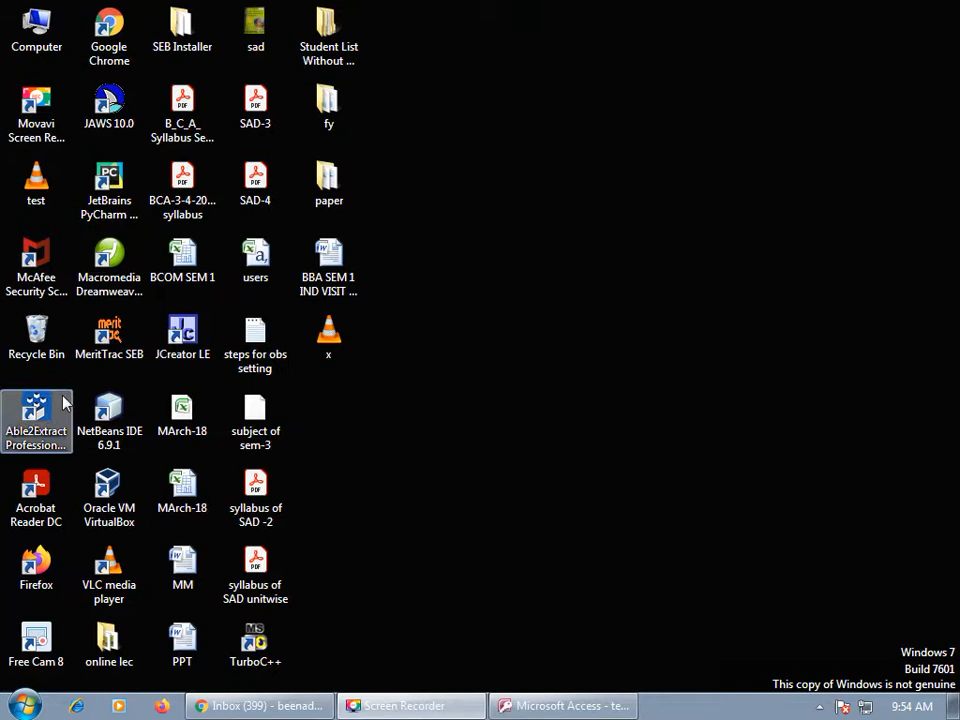 Computer
Google
Chrome
SEB Installer
sad
Student List
Without ...
Movavi
Screen Re...
JAWS 10.0
B_C_A_
Syllabus Se...
SAD-3
fy
test
JetBrains
PyCharm ...
BCA-3-4-20...
syllabus
SAD-4
paper
McAfee
Security Sc...
Macromedia
Dreamweav...
BCOM SEM 1
users
BBA SEM 1
IND VISIT ...
Recycle Bin
MeritTrac SEB
JCreator LE
steps for obs
setting
x
Able2Extract
Profession...
NetBeans IDE
6.9.1
MArch-18
subject of
sem-3
Acrobat
Reader DC
Oracle VM
VirtualBox
MArch-18
syllabus of
SAD -2
Firefox
VLC media
player
MM
syllabus of
SAD unitwise
Free Cam 8
online lec
PPT
TurboC++
Windows 7
Build 7601
This copy of Windows is not genuine
Inbox (399) - beenad...
Screen Recorder
Microsoft Access - te...
9:54 AM